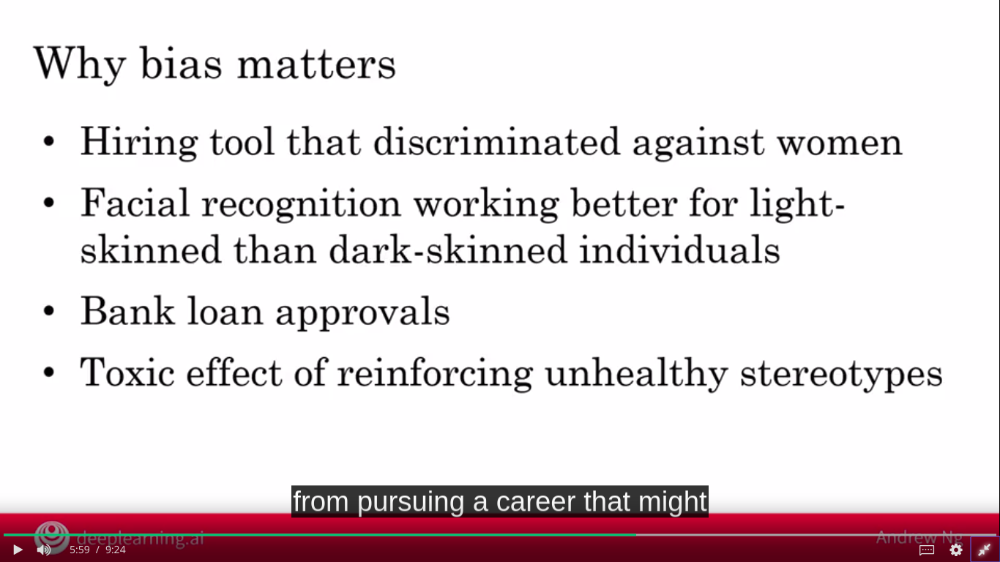 Why bias matters
• Hiring tool that discriminated against women
• Facial recognition working better for light-
skinned than dark-skinned individuals
• Bank loan approvals
• Toxic effect of reinforcing unhealthy stereotypes
from pursuing a career that might
deeplearning.ai
Andrew Ng
5:59 / 9:24